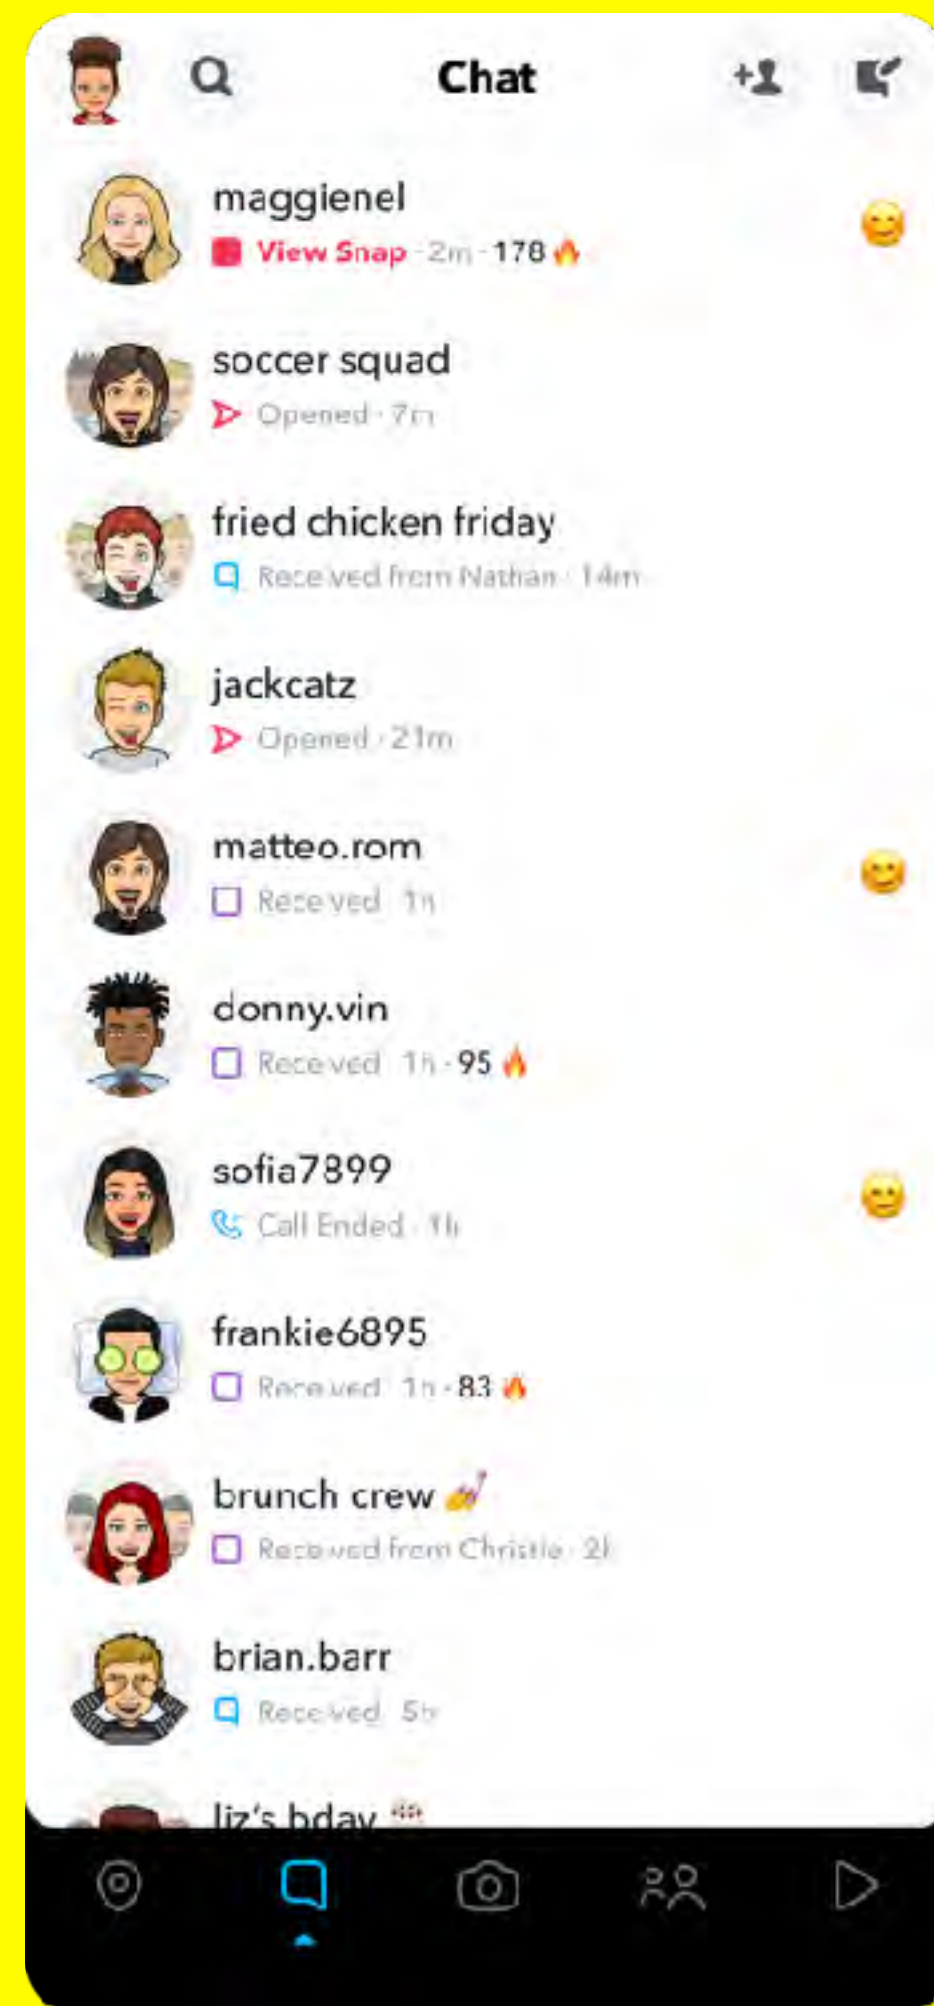 Chat
maggienel
View Snap · 2m · 178 🔥
soccer squad
Opened · 7m
fried chicken friday
Received from Nathan · 14m
jackcatz
Opened · 21m
matteo.rom
Received · 1h
donny.vin
Received · 1h · 95 🔥
sofia7899
Call Ended · 1h
frankie6895
Received · 1h · 83 🔥
brunch crew 💅
Received from Christie · 2h
brian.barr
Received · 5h
liz's bday